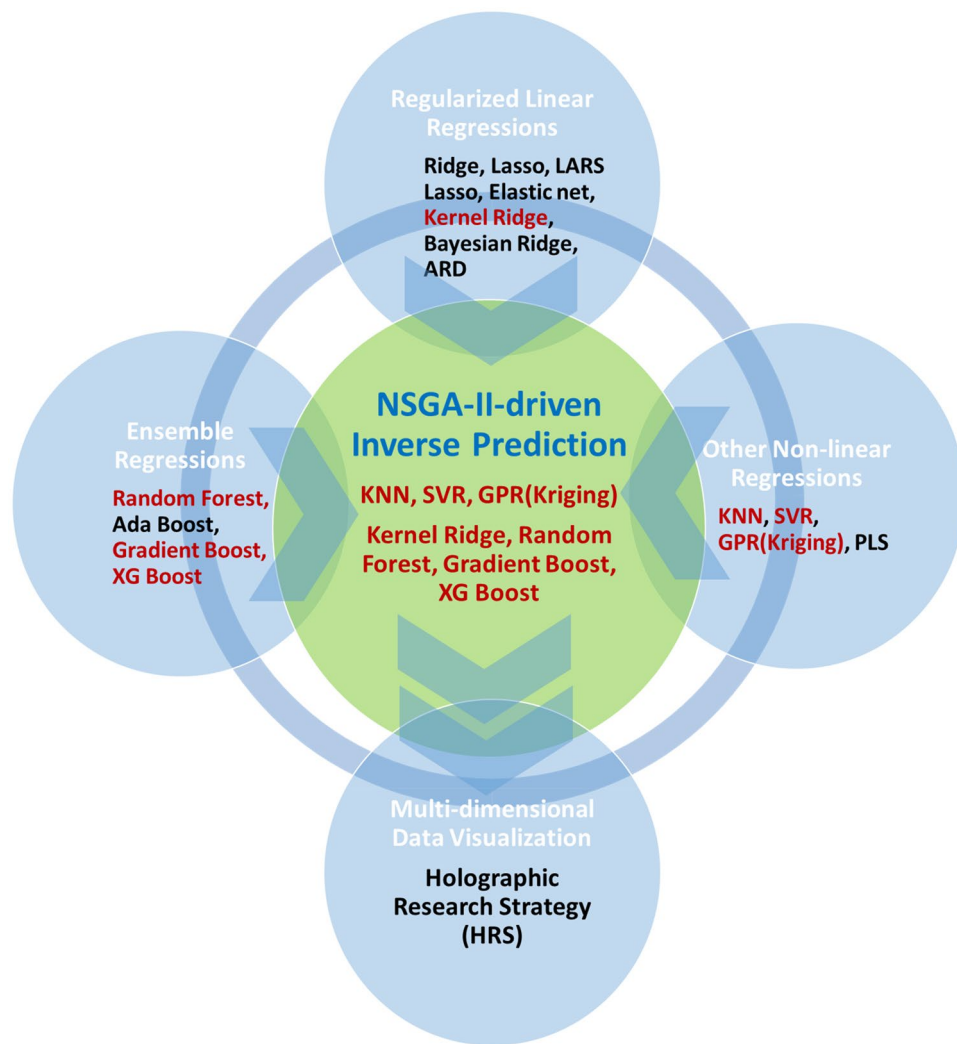 Regularized Linear
Regressions
Ridge, Lasso, LARS
Lasso, Elastic net,
Kernel Ridge,
Bayesian Ridge,
ARD
Ensemble
Regressions
Random Forest,
Ada Boost,
Gradient Boost,
XG Boost
NSGA-II-driven
Inverse Prediction
KNN, SVR, GPR(Kriging)
Kernel Ridge, Random
Forest, Gradient Boost,
XG Boost
Other Non-linear
Regressions
KNN, SVR,
GPR(Kriging), PLS
Multi-dimensional
Data Visualization
Holographic
Research Strategy
(HRS)